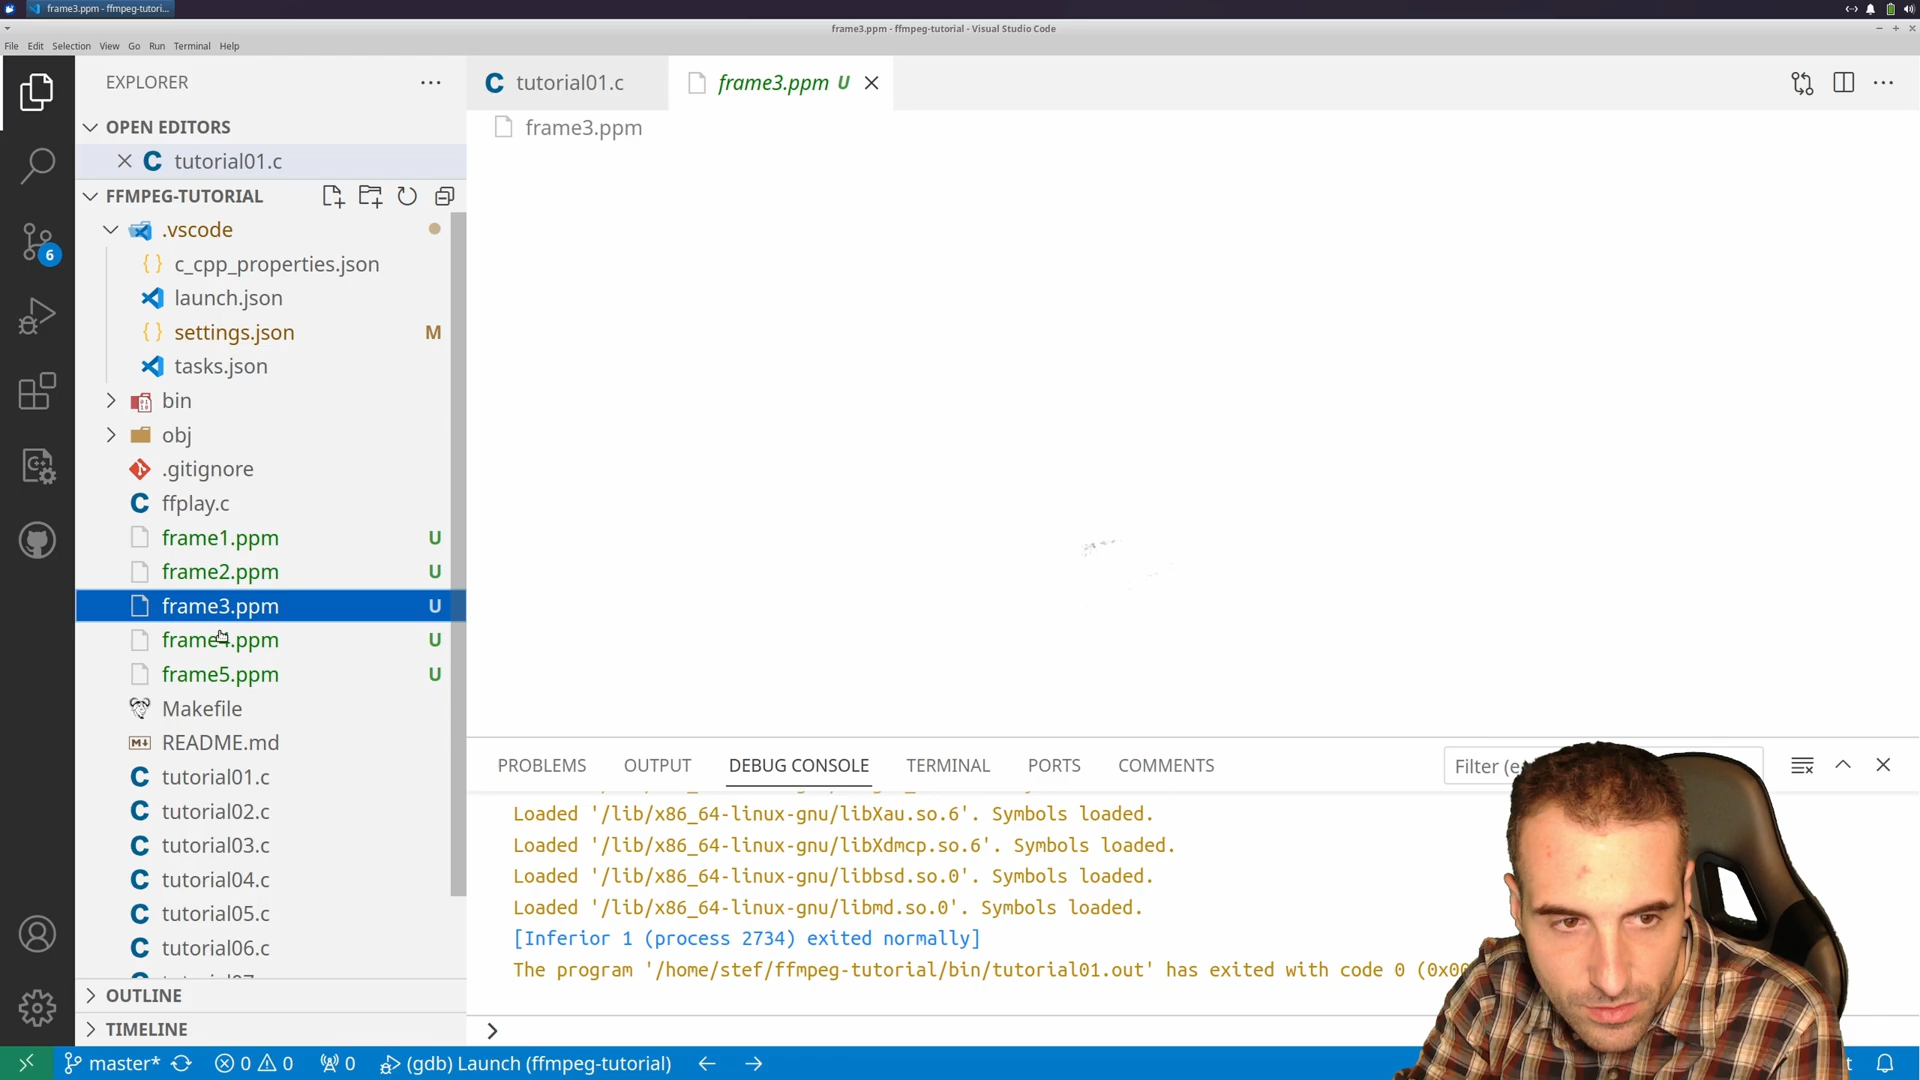 frame3.ppm - ffmpeg-tutori...
frame3.ppm - ffmpeg-tutorial - Visual Studio Code
File Edit Selection View Go Run Terminal Help
EXPLORER
OPEN EDITORS
tutorial01.c
FFMPEG-TUTORIAL
.vscode
c_cpp_properties.json
launch.json
settings.json M
tasks.json
bin
obj
.gitignore
ffplay.c
frame1.ppm U
frame2.ppm U
frame3.ppm U
frame4.ppm U
frame5.ppm U
Makefile
README.md
tutorial01.c
tutorial02.c
tutorial03.c
tutorial04.c
tutorial05.c
tutorial06.c
OUTLINE
TIMELINE
6
tutorial01.c
frame3.ppm U
frame3.ppm
PROBLEMS OUTPUT DEBUG CONSOLE TERMINAL PORTS COMMENTS
Filter (e
Loaded '/lib/x86_64-linux-gnu/libXau.so.6'. Symbols loaded.
Loaded '/lib/x86_64-linux-gnu/libXdmcp.so.6'. Symbols loaded.
Loaded '/lib/x86_64-linux-gnu/libbsd.so.0'. Symbols loaded.
Loaded '/lib/x86_64-linux-gnu/libmd.so.0'. Symbols loaded.
[Inferior 1 (process 2734) exited normally]
The program '/home/stef/ffmpeg-tutorial/bin/tutorial01.out' has exited with code 0 (0x00
master* 0 0 0 (gdb) Launch (ffmpeg-tutorial)